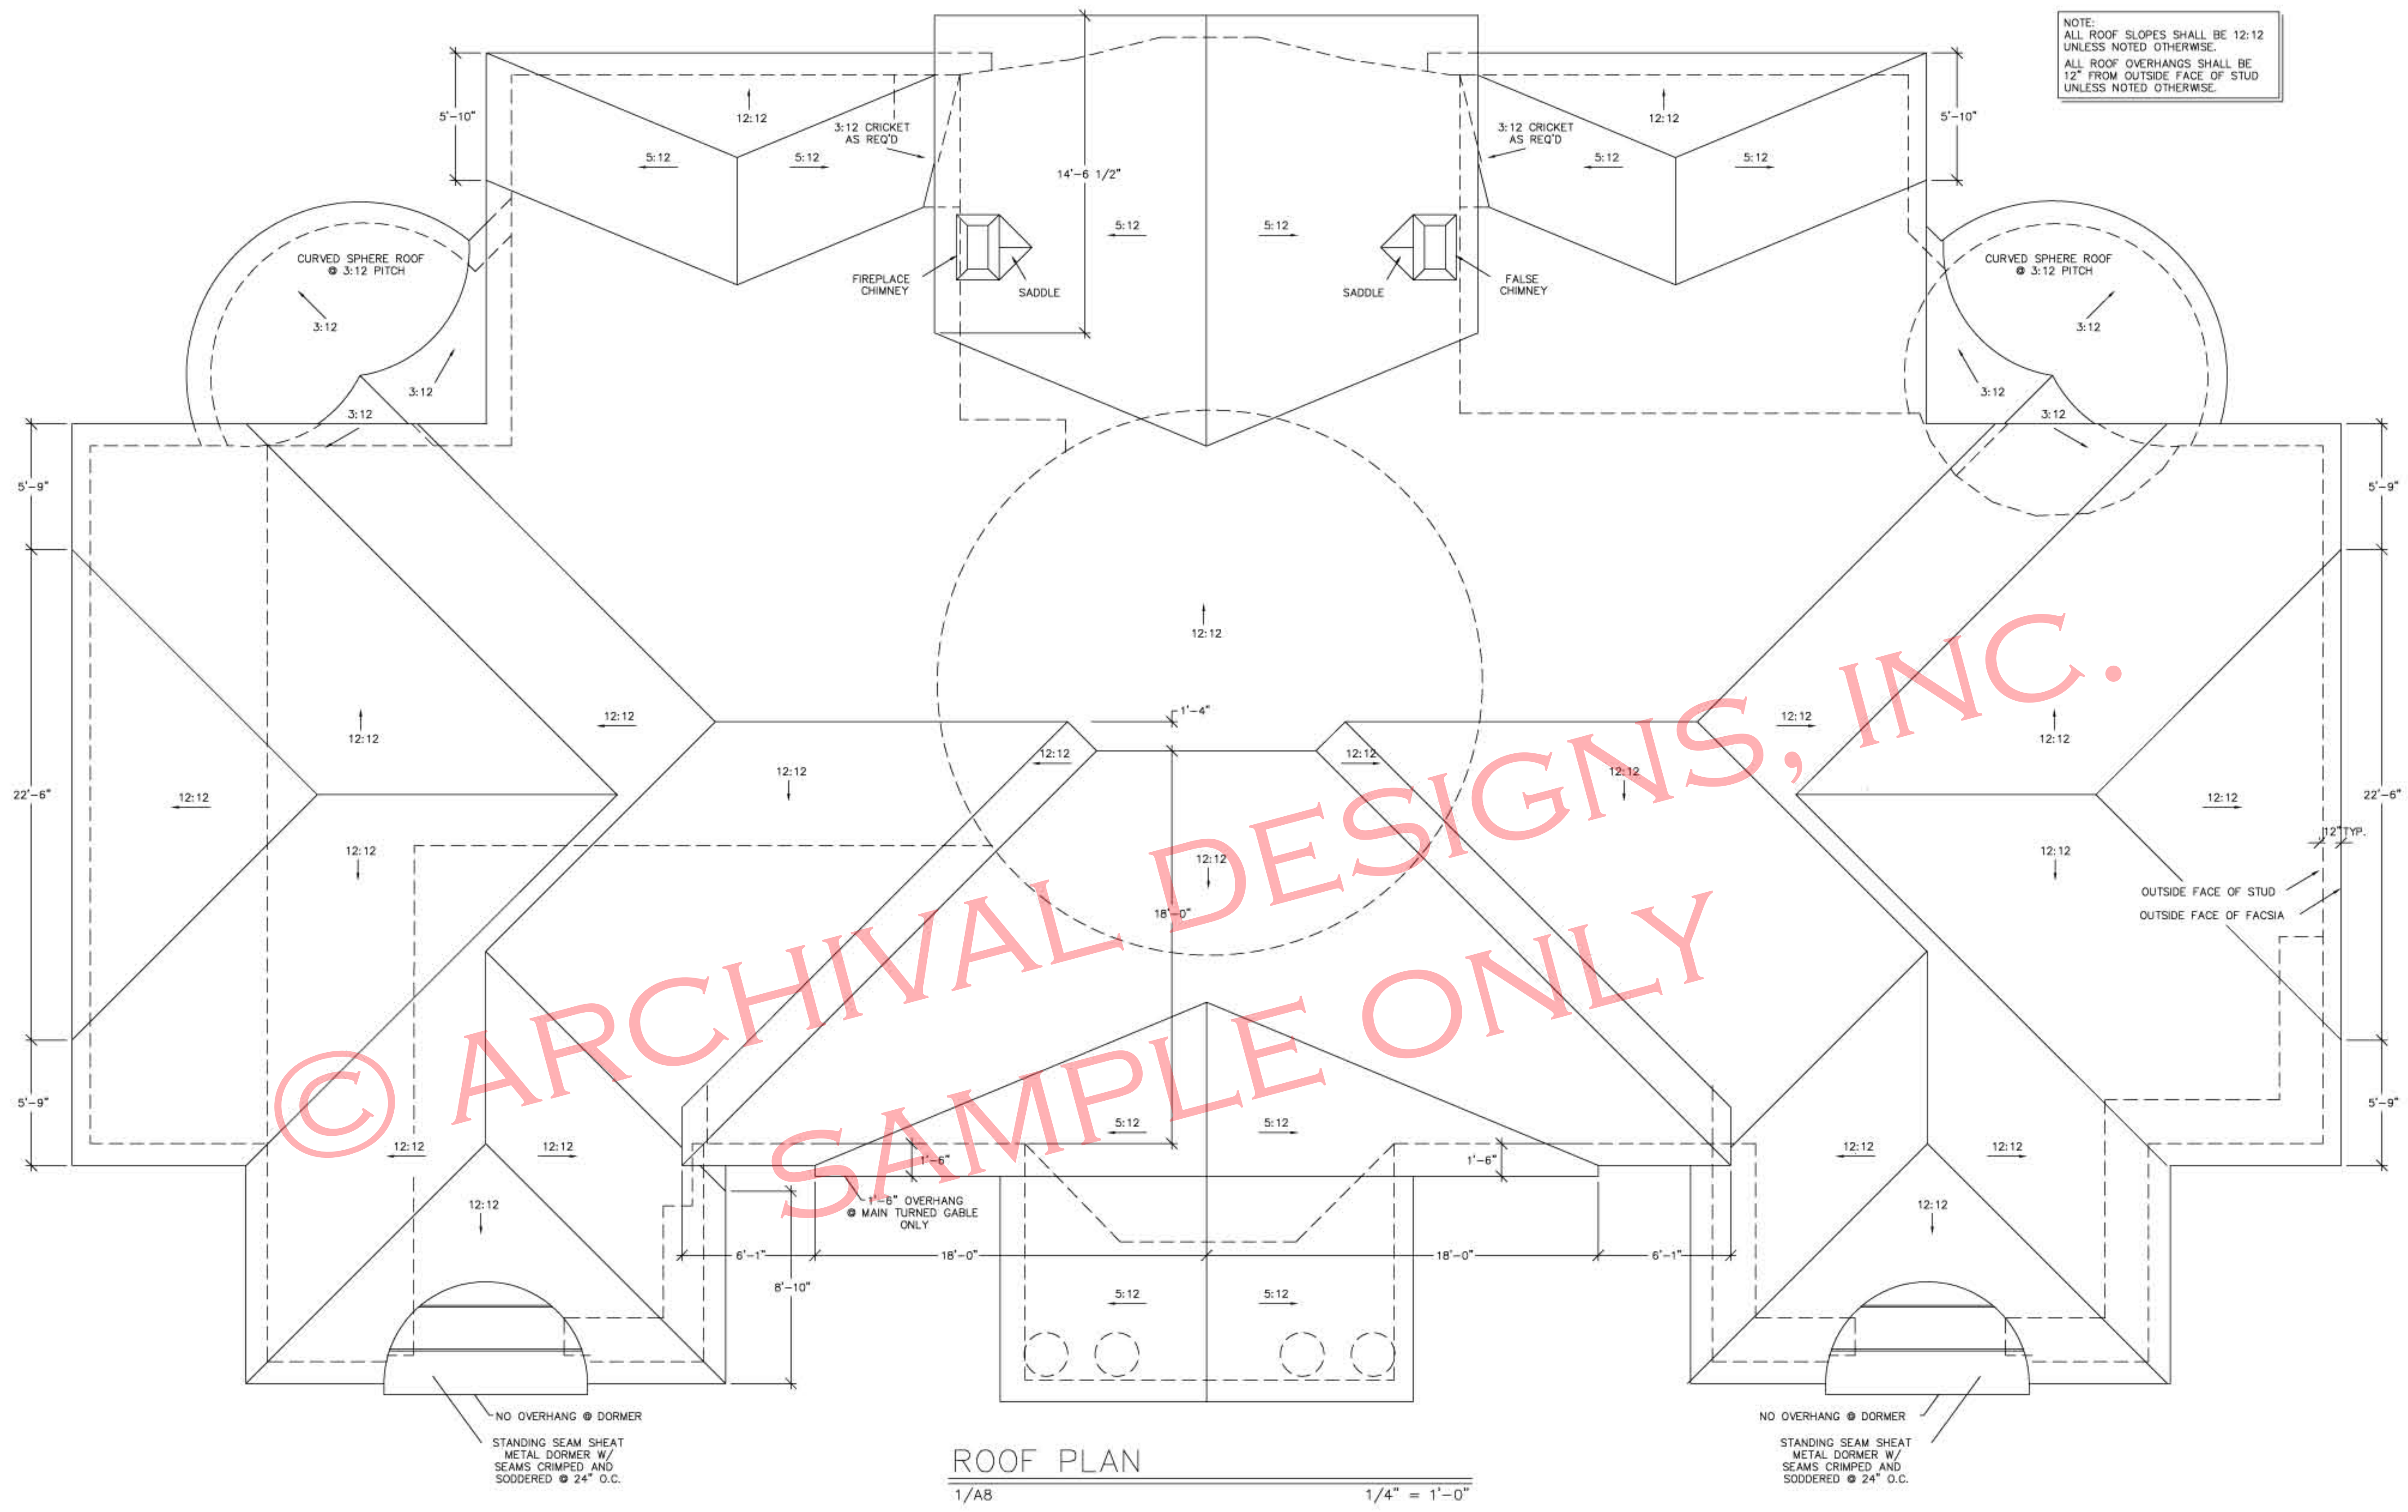 NOTE:
ALL ROOF SLOPES SHALL BE 12:12
UNLESS NOTED OTHERWISE.
ALL ROOF OVERHANGS SHALL BE
12" FROM OUTSIDE FACE OF STUD
UNLESS NOTED OTHERWISE.
5'-10"
12:12
3:12 CRICKET
AS REQ'D
5:12
5:12
14'-6 1/2"
3:12 CRICKET
AS REQ'D
12:12
5:12
5:12
5'-10"
5:12
5:12
CURVED SPHERE ROOF
@ 3:12 PITCH
3:12
FIREPLACE
CHIMNEY
SADDLE
SADDLE
FALSE
CHIMNEY
CURVED SPHERE ROOF
@ 3:12 PITCH
3:12
3:12
3:12
3:12
3:12
5'-9"
5'-9"
12:12
12:12
12:12
1'-4"
12:12
12:12
12:12
12:12
12:12
12:12
12:12
22'-6"
12:12
12:12
22'-6"
12"TYP.
12:12
12:12
12:12
OUTSIDE FACE OF STUD
OUTSIDE FACE OF FACSIA
18'-0"
© ARCHIVAL DESIGNS, INC.
SAMPLE ONLY
5'-9"
5'-9"
5:12
5:12
12:12
12:12
1'-6"
1'-6"
12:12
12:12
12:12
1'-6" OVERHANG
@ MAIN TURNED GABLE
ONLY
12:12
6'-1"
18'-0"
18'-0"
6'-1"
8'-10"
5:12
5:12
NO OVERHANG @ DORMER
STANDING SEAM SHEAT
METAL DORMER W/
SEAMS CRIMPED AND
SODDERED @ 24" O.C.
NO OVERHANG @ DORMER
STANDING SEAM SHEAT
METAL DORMER W/
SEAMS CRIMPED AND
SODDERED @ 24" O.C.
ROOF PLAN
1/A8
1/4" = 1'-0"